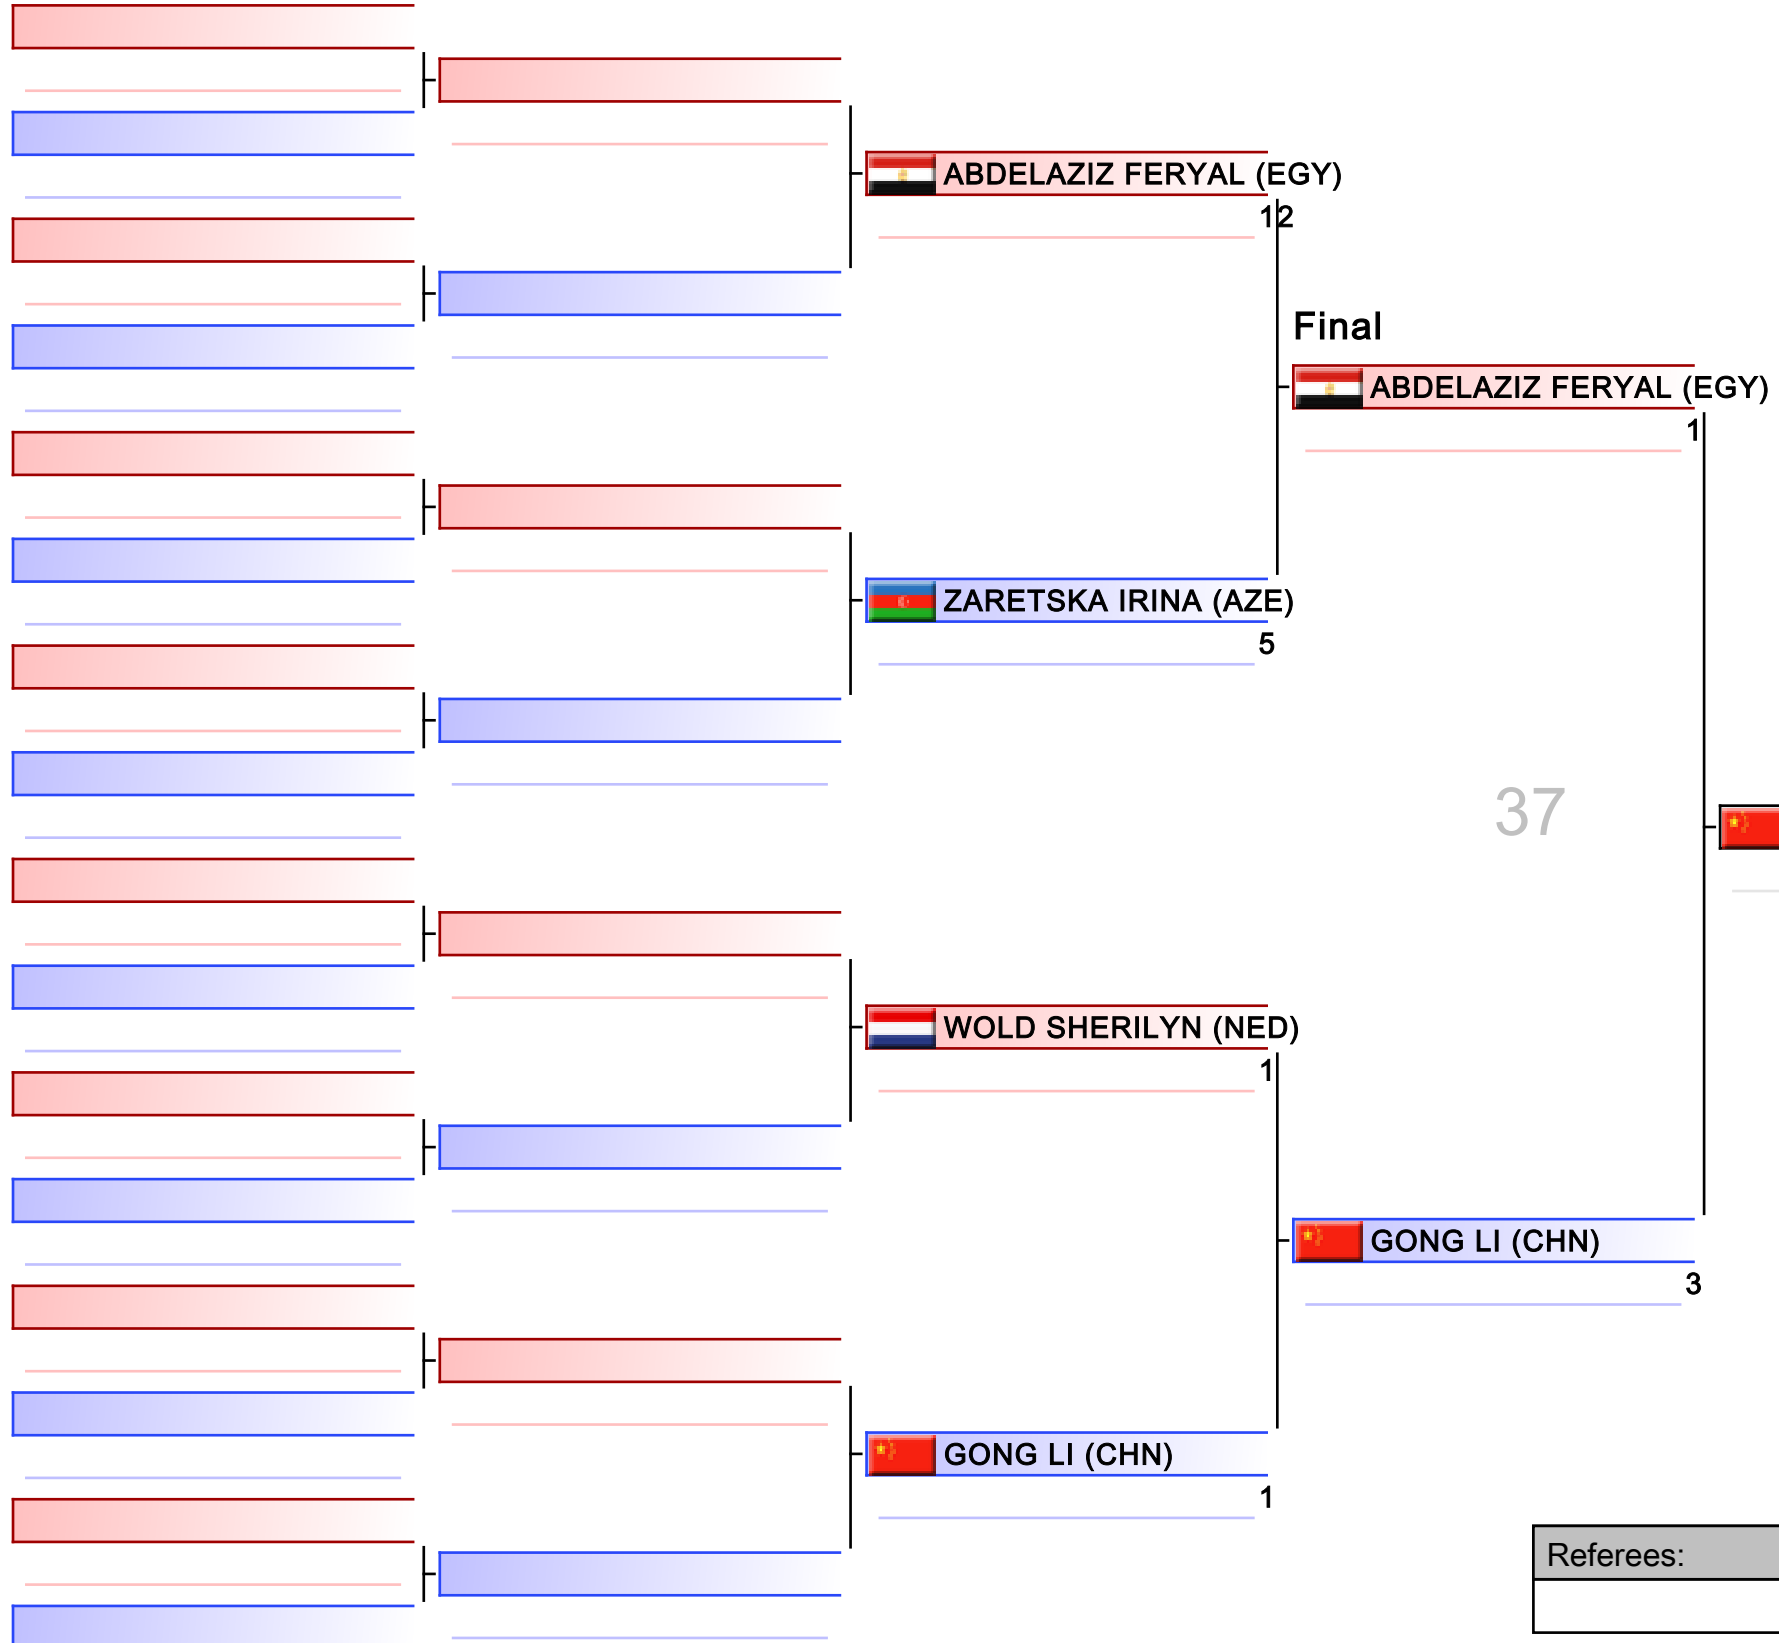 ABDELAZIZ FERYAL (EGY)
12
Final
ABDELAZIZ FERYAL (EGY)
1
ZARETSKA IRINA (AZE)
5
37
WOLD SHERILYN (NED)
1
GONG LI (CHN)
3
GONG LI (CHN)
1
Referees: